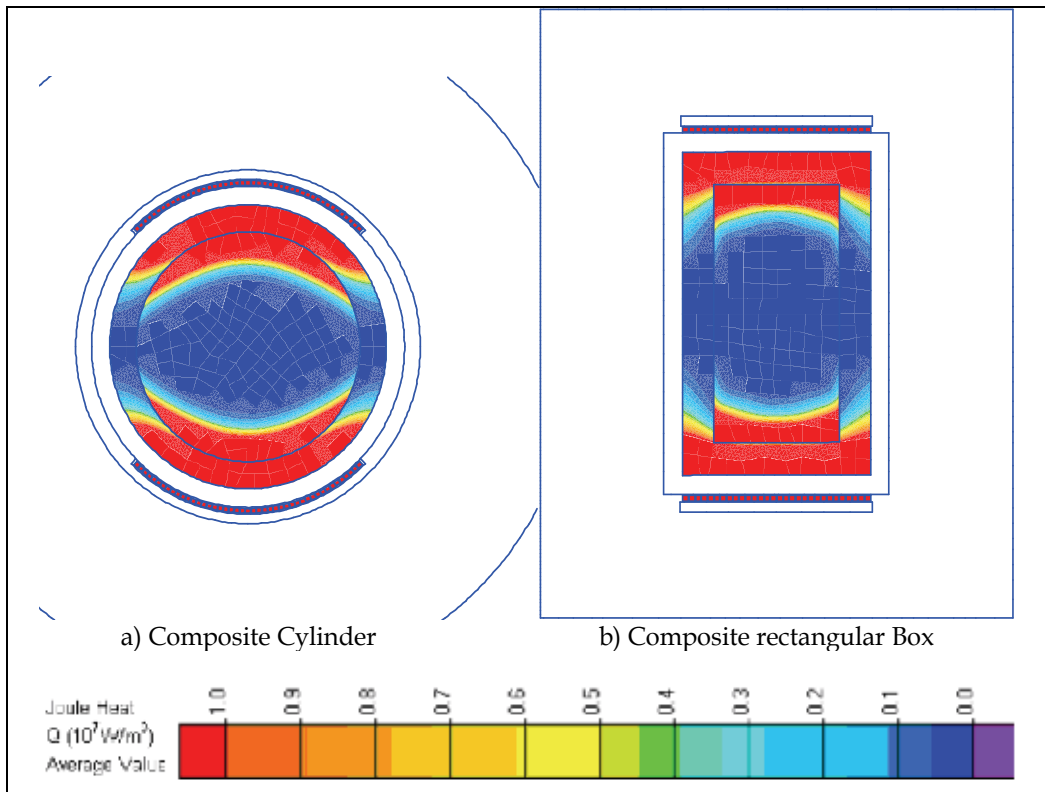 a) Composite Cylinder
b) Composite rectangular Box
Joule Heat
1.0 0.9 0.8 0.7 0.6 0.5 0.4 0.3 0.2 0.1 0.0
Q (10⁷ W/m³)
Average Value